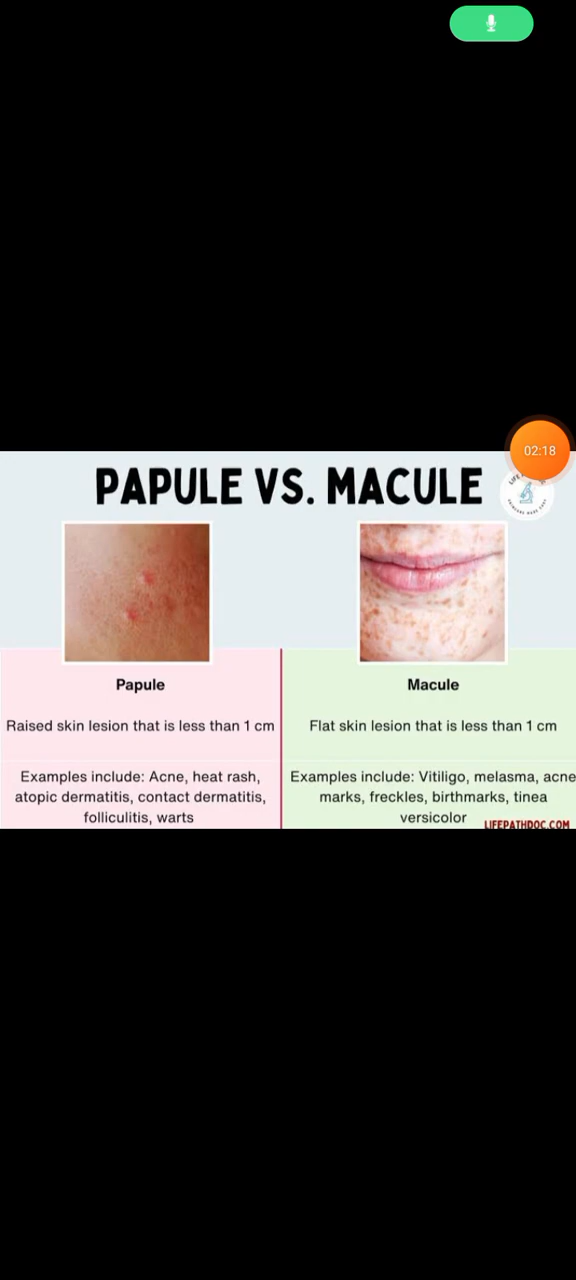 02:18
PAPULE VS. MACULE
Papule
Raised skin lesion that is less than 1 cm
Examples include: Acne, heat rash,
atopic dermatitis, contact dermatitis,
folliculitis, warts
Macule
Flat skin lesion that is less than 1 cm
Examples include: Vitiligo, melasma, acne
marks, freckles, birthmarks, tinea
versicolor
LIFEPATHDOC.COM